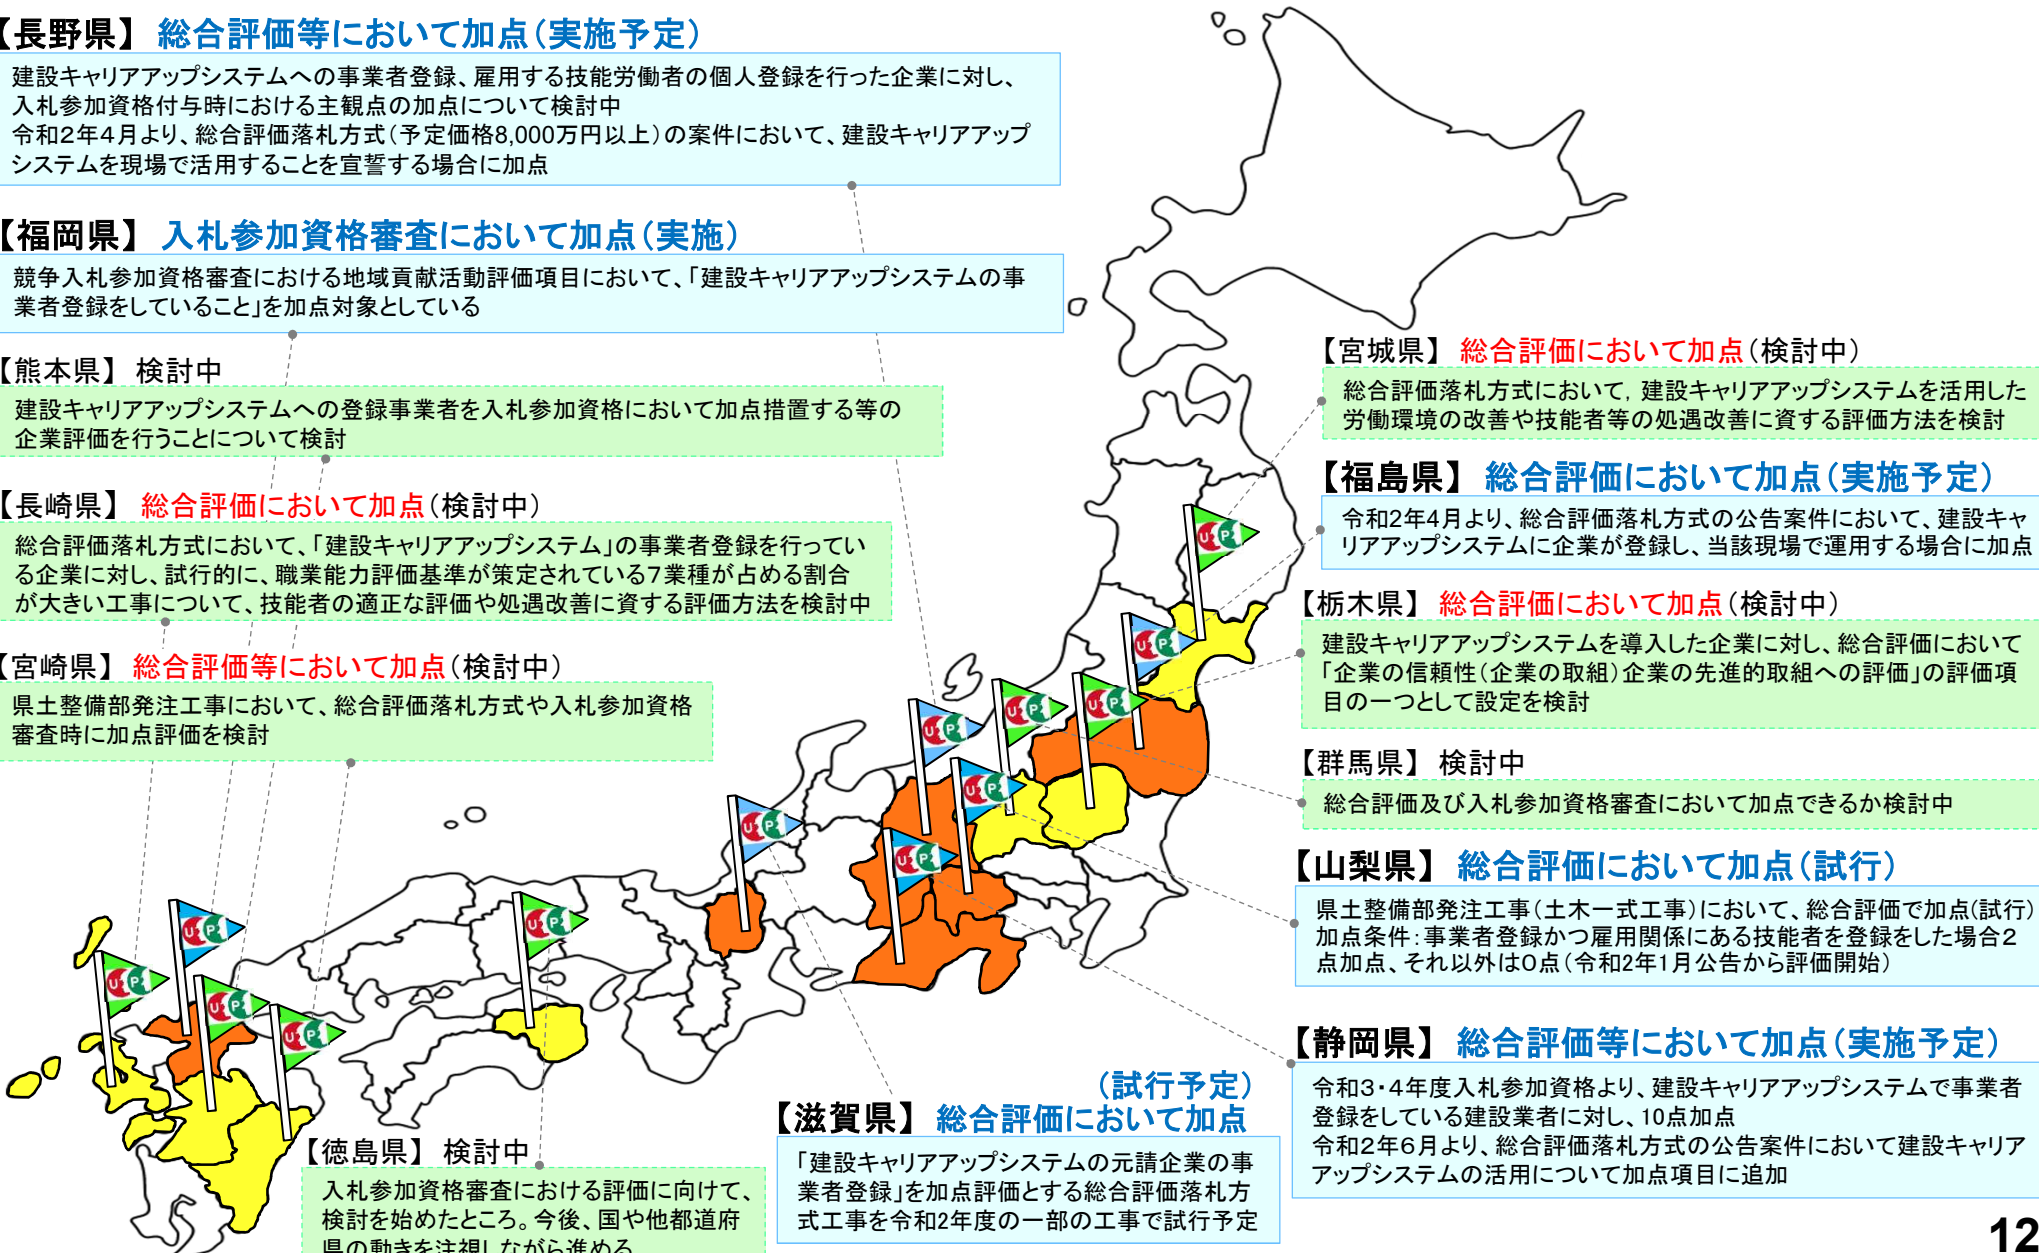 【長野県】 総合評価等において加点（実施予定）
建設キャリアアップシステムへの事業者登録、雇用する技能労働者の個人登録を行った企業に対し、
入札参加資格付与時における主観点の加点について検討中
令和２年４月より、総合評価落札方式（予定価格8,000万円以上）の案件において、建設キャリアアップ
システムを現場で活用することを宣誓する場合に加点
【福岡県】 入札参加資格審査において加点（実施）
競争入札参加資格審査における地域貢献活動評価項目において、「建設キャリアアップシステムの事
業者登録をしていること」を加点対象としている
【熊本県】 検討中
建設キャリアアップシステムへの登録事業者を入札参加資格において加点措置する等の
企業評価を行うことについて検討
【長崎県】 総合評価において加点（検討中）
総合評価落札方式において、「建設キャリアアップシステム」の事業者登録を行ってい
る企業に対し、試行的に、職業能力評価基準が策定されている７業種が占める割合
が大きい工事について、技能者の適正な評価や処遇改善に資する評価方法を検討中
【宮崎県】 総合評価等において加点（検討中）
県土整備部発注工事において、総合評価落札方式や入札参加資格
審査時に加点評価を検討
【徳島県】 検討中
入札参加資格審査における評価に向けて、
検討を始めたところ。今後、国や他都道府
県の動きを注視しながら進める
（試行予定）
【滋賀県】 総合評価において加点
「建設キャリアアップシステムの元請企業の事
業者登録」を加点評価とする総合評価落札方
式工事を令和2年度の一部の工事で試行予定
【宮城県】 総合評価において加点（検討中）
総合評価落札方式において，建設キャリアアップシステムを活用した
労働環境の改善や技能者等の処遇改善に資する評価方法を検討
【福島県】 総合評価において加点（実施予定）
令和2年4月より、総合評価落札方式の公告案件において、建設キャ
リアアップシステムに企業が登録し、当該現場で運用する場合に加点
【栃木県】 総合評価において加点（検討中）
建設キャリアアップシステムを導入した企業に対し、総合評価において
「企業の信頼性（企業の取組）企業の先進的取組への評価」の評価項
目の一つとして設定を検討
【群馬県】 検討中
総合評価及び入札参加資格審査において加点できるか検討中
【山梨県】 総合評価において加点（試行）
県土整備部発注工事（土木一式工事）において、総合評価で加点(試行)
加点条件：事業者登録かつ雇用関係にある技能者を登録をした場合２
点加点、それ以外は０点（令和2年1月公告から評価開始）
【静岡県】 総合評価等において加点（実施予定）
令和３・４年度入札参加資格より、建設キャリアアップシステムで事業者
登録をしている建設業者に対し、10点加点
令和２年６月より、総合評価落札方式の公告案件において建設キャリア
アップシステムの活用について加点項目に追加
12